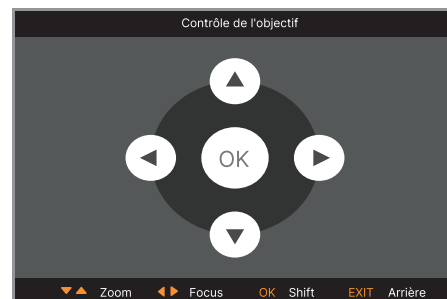 Contrôle de l'objectif
OK
▼▲ Zoom ◀▶ Focus OK Shift EXIT Arrière